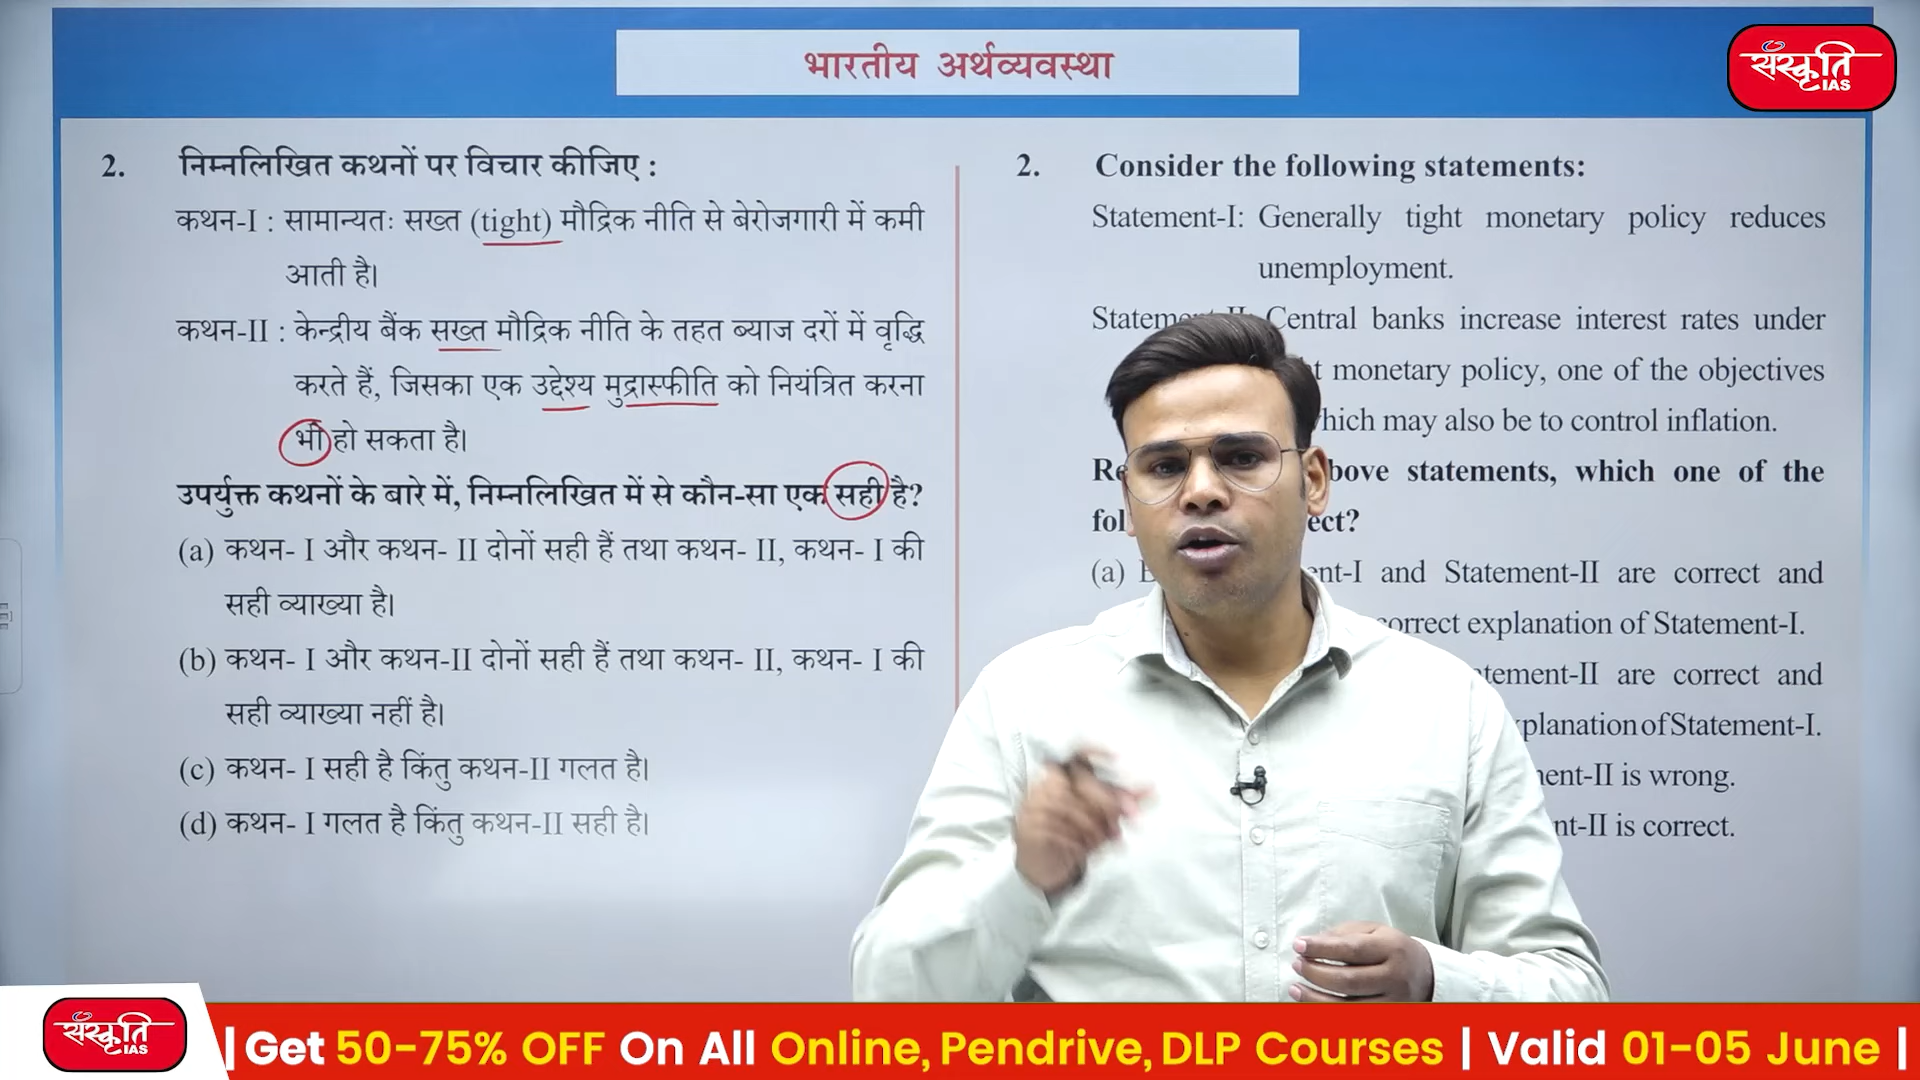 भारतीय अर्थव्यवस्था
संस्कृति
IAS
2. निम्नलिखित कथनों पर विचार कीजिए :
कथन-I : सामान्यतः सख्त (tight) मौद्रिक नीति से बेरोजगारी में कमी
आती है।
कथन-II : केन्द्रीय बैंक सख्त मौद्रिक नीति के तहत ब्याज दरों में वृद्धि
करते हैं, जिसका एक उद्देश्य मुद्रास्फीति को नियंत्रित करना
भी हो सकता है।
उपर्युक्त कथनों के बारे में, निम्नलिखित में से कौन-सा एक सही है?
(a) कथन- I और कथन- II दोनों सही हैं तथा कथन- II, कथन- I की
सही व्याख्या है।
(b) कथन- I और कथन-II दोनों सही हैं तथा कथन- II, कथन- I की
सही व्याख्या नहीं है।
(c) कथन- I सही है किंतु कथन-II गलत है।
(d) कथन- I गलत है किंतु कथन-II सही है।
2. Consider the following statements:
Statement-I: Generally tight monetary policy reduces
unemployment.
Central banks increase interest rates under
monetary policy, one of the objectives
which may also be to control inflation.
above statements, which one of the
(a) and Statement-II are correct and
correct explanation of Statement-I.
Statement-II are correct and
explanation of Statement-I.
is wrong.
is correct.
संस्कृति
IAS
| Get 50-75% OFF On All Online, Pendrive, DLP Courses | Valid 01-05 June |